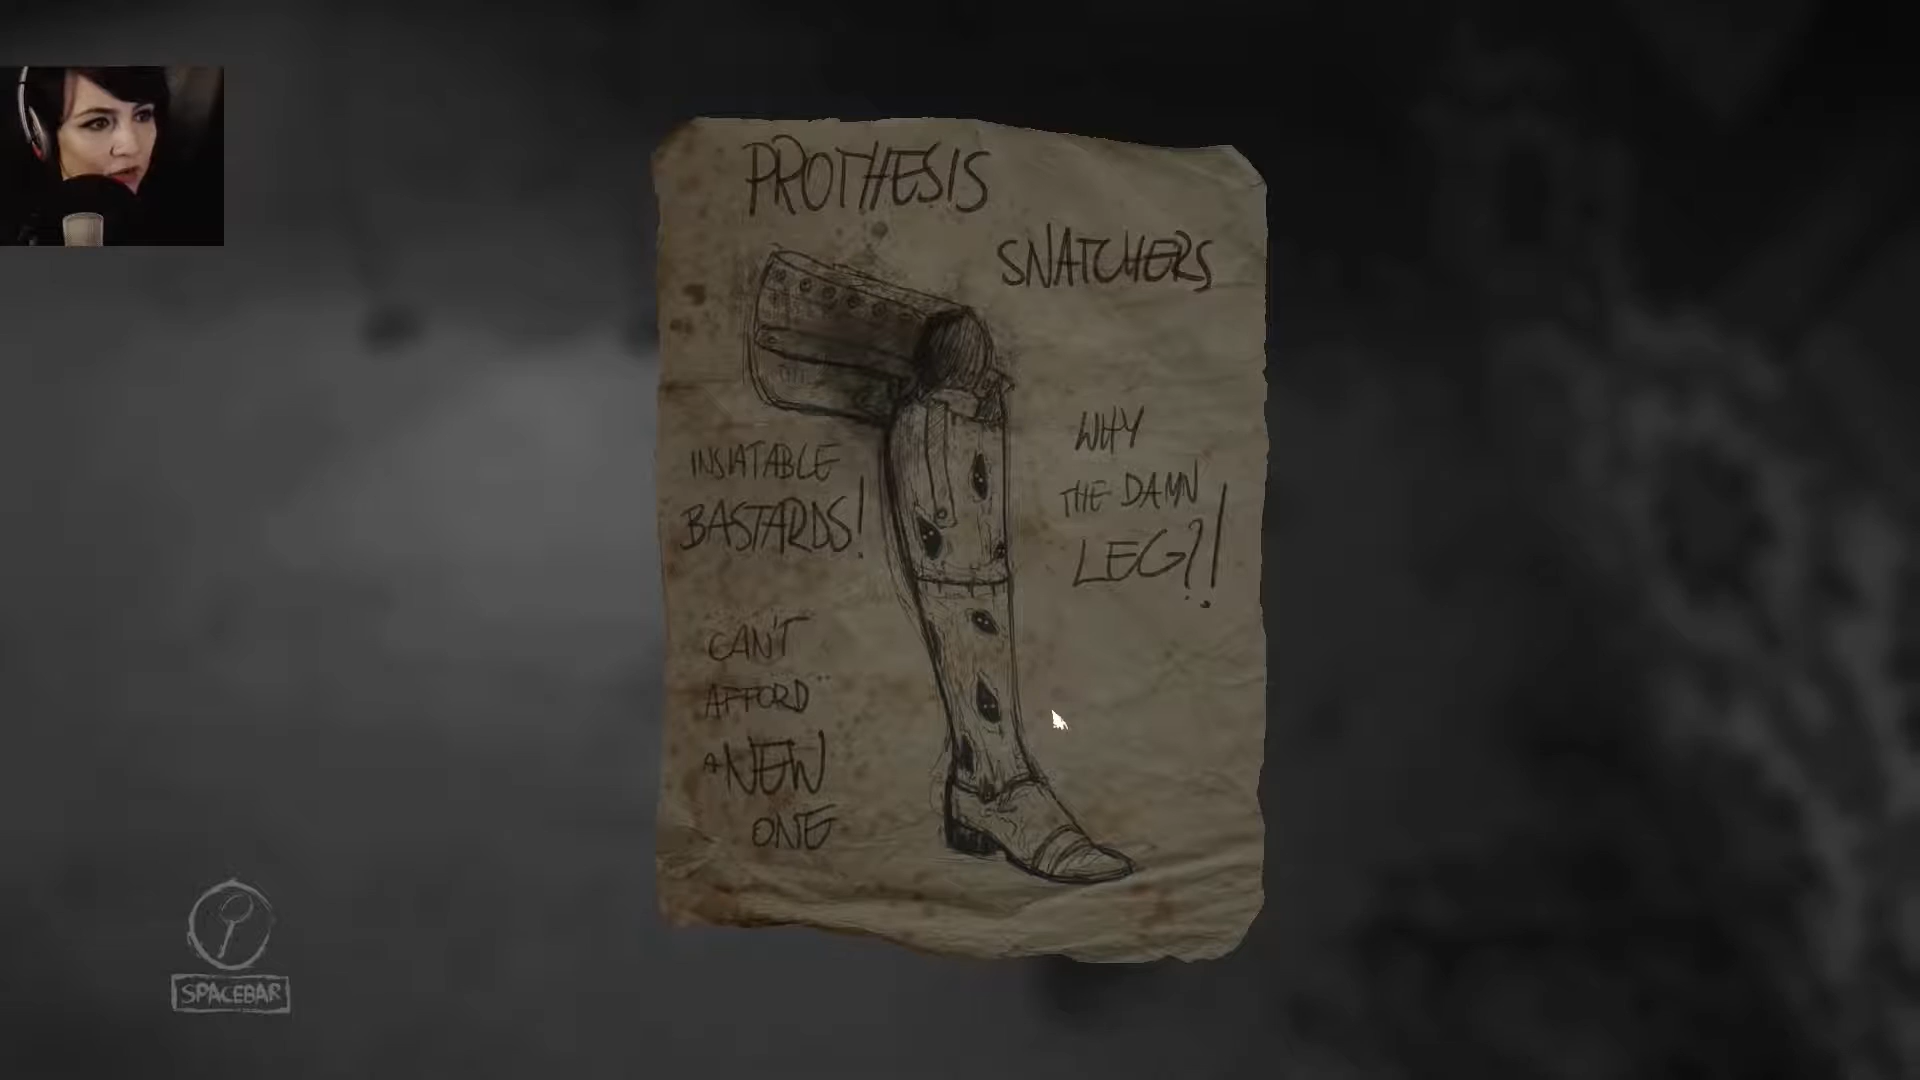 PROTHESIS
SNATCHERS
INSIATABLE
BASTARDS!
WHY
THE DAMN
LEG?!
CAN'T
AFFORD
A NEW
ONE
SPACEBAR